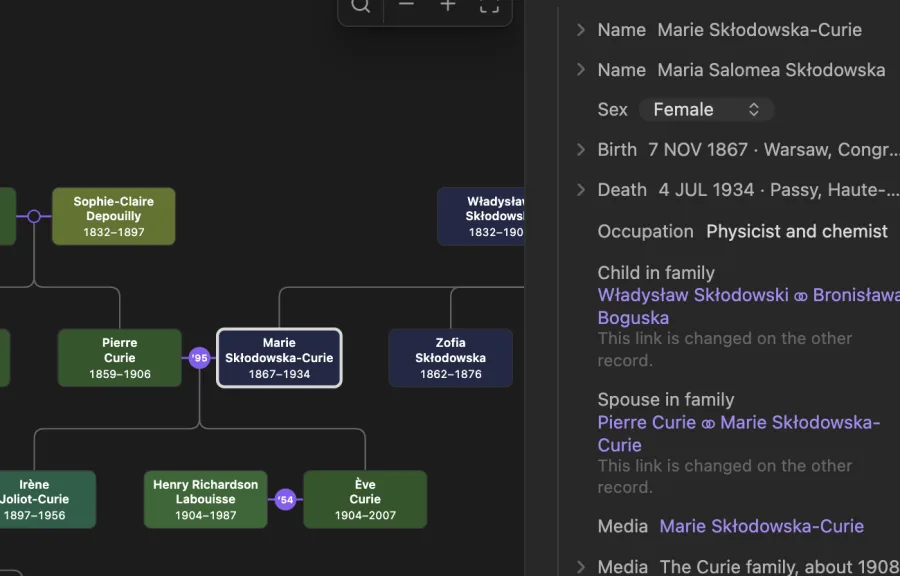 Sophie-Claire
Depouilly
1832–1897
1832–190
Pierre
Curie
1859–1906
'95
Marie
Skłodowska-Curie
1867–1934
Zofia
Skłodowska
1862–1876
Irène
Joliot-Curie
1897–1956
Henry Richardson
Labouisse
1904–1987
'54
Ève
Curie
1904–2007
Name Marie Skłodowska-Curie
Name Maria Salomea Skłodowska
Sex Female
Birth 7 NOV 1867 · Warsaw, Congr...
Death 4 JUL 1934 · Passy, Haute-...
Occupation Physicist and chemist
Child in family
Władysław Skłodowski ⚭ Bronisława
Boguska
This link is changed on the other
record.
Spouse in family
Pierre Curie ⚭ Marie Skłodowska-
Curie
This link is changed on the other
record.
Media Marie Skłodowska-Curie
Media The Curie family, about 1908